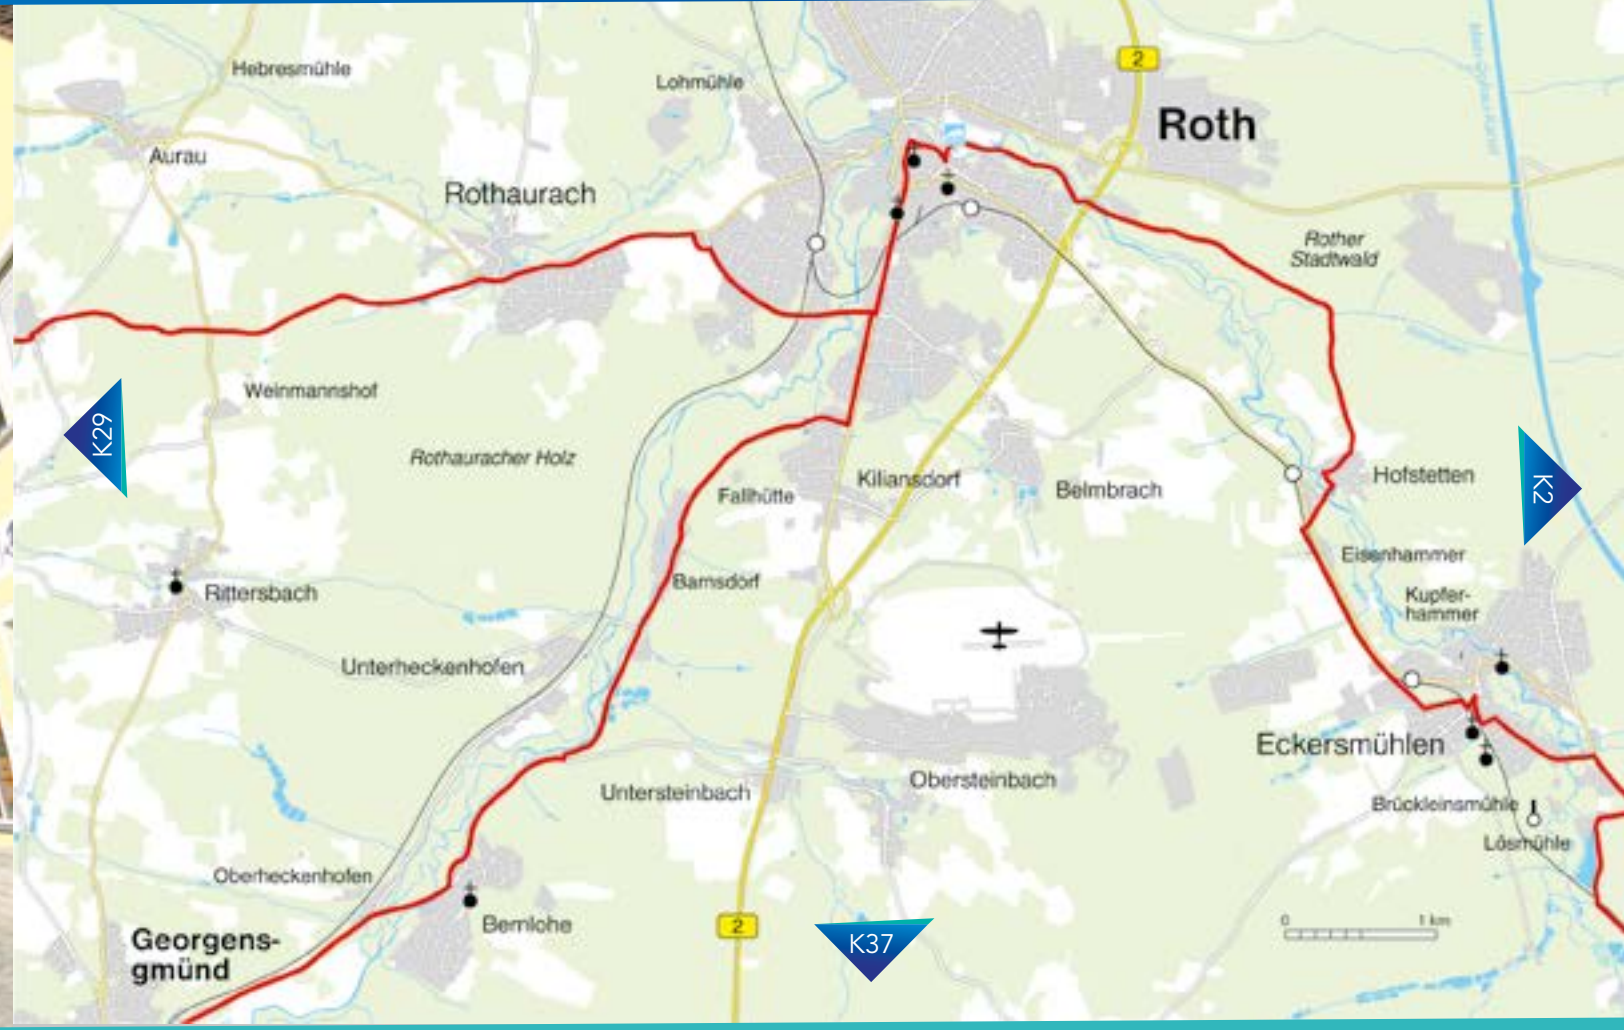 Hebresmühle
Lohmühle
2
Roth
Aurau
Rothaurach
Rother
Stadtwald
Weinmannshof
K29
Rothauracher Holz
Fallhütte
Kiliansdorf
Belmbrach
Hofstetten
K2
Eisenhammer
Barnsdorf
Rittersbach
Kupfer-
hammer
Unterheckenhofen
Eckersmühlen
Untersteinbach
Obersteinbach
Brückleinsmühle
Lösmühle
Oberheckenhofen
Bernlohe
2
K37
0 1 km
Georgens-
gmünd